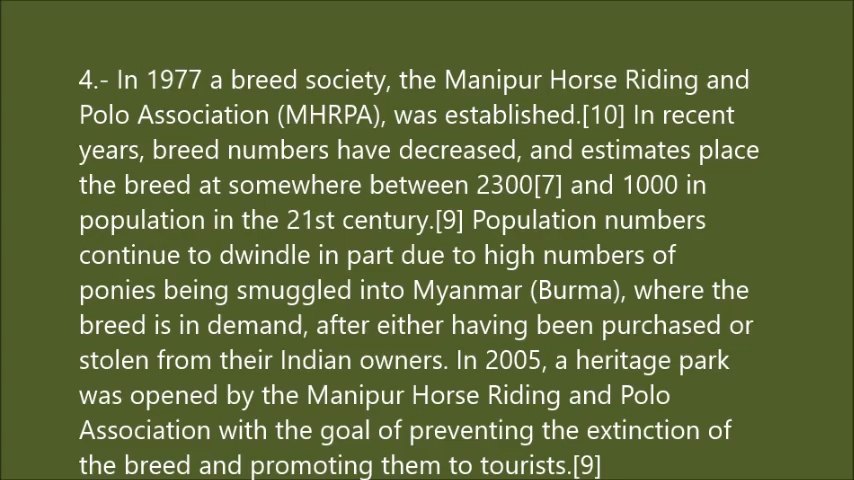 4.- In 1977 a breed society, the Manipur Horse Riding and
Polo Association (MHRPA), was established.[10] In recent
years, breed numbers have decreased, and estimates place
the breed at somewhere between 2300[7] and 1000 in
population in the 21st century.[9] Population numbers
continue to dwindle in part due to high numbers of
ponies being smuggled into Myanmar (Burma), where the
breed is in demand, after either having been purchased or
stolen from their Indian owners. In 2005, a heritage park
was opened by the Manipur Horse Riding and Polo
Association with the goal of preventing the extinction of
the breed and promoting them to tourists.[9]